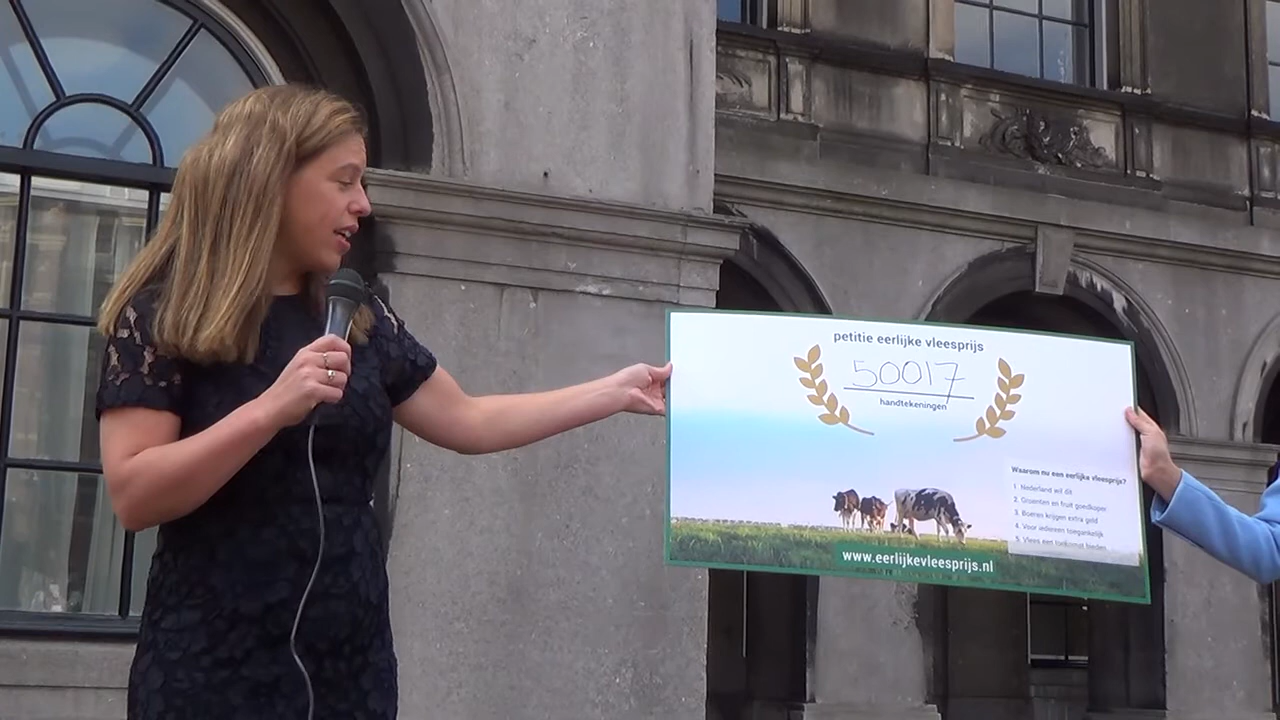 petitie eerlijke vleesprijs
50017
handtekeningen
Waarom nu een eerlijke vleesprijs?
1. Nederland wil dit
2. Groenten en fruit goedkoper
3. Boeren krijgen extra geld
4. Voor iedereen toegankelijk
5. Vlees een toekomst bieden
www.eerlijkevleesprijs.nl